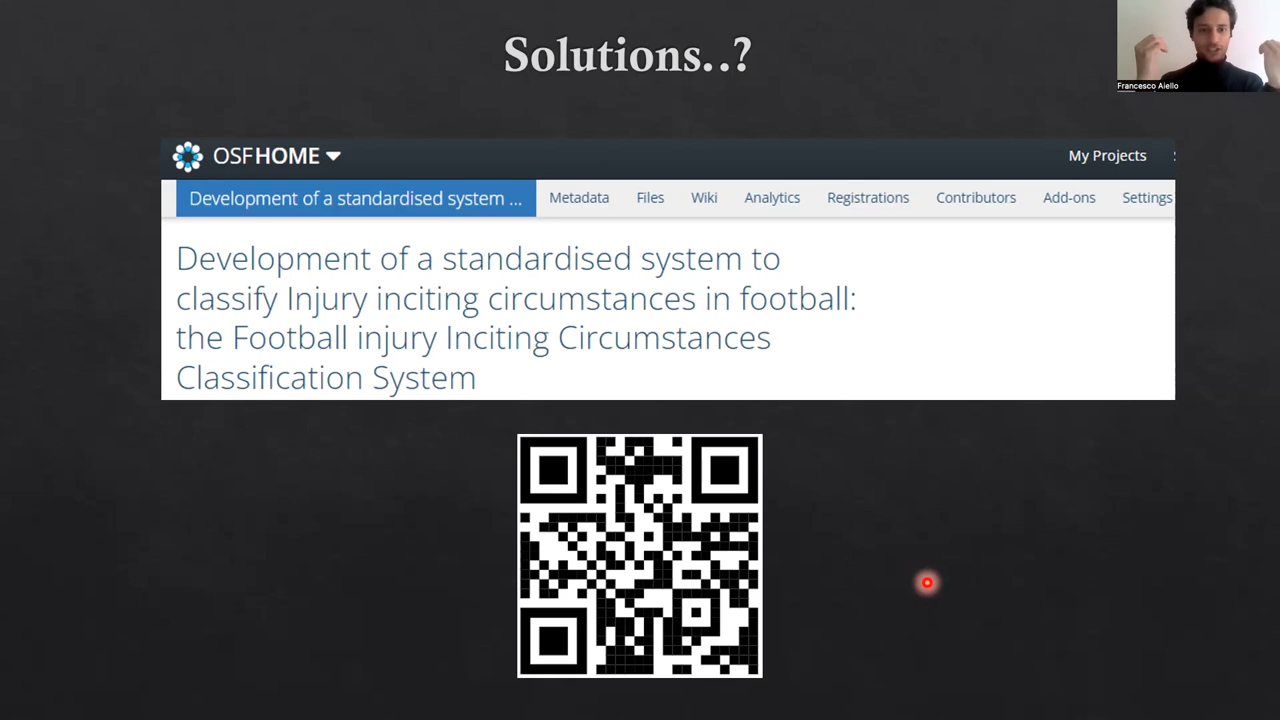 Solutions..?
Francesco Aiello
OSFHOME
My Projects
Development of a standardised system ...
Metadata
Files
Wiki
Analytics
Registrations
Contributors
Add-ons
Settings
Development of a standardised system to
classify Injury inciting circumstances in football:
the Football injury Inciting Circumstances
Classification System